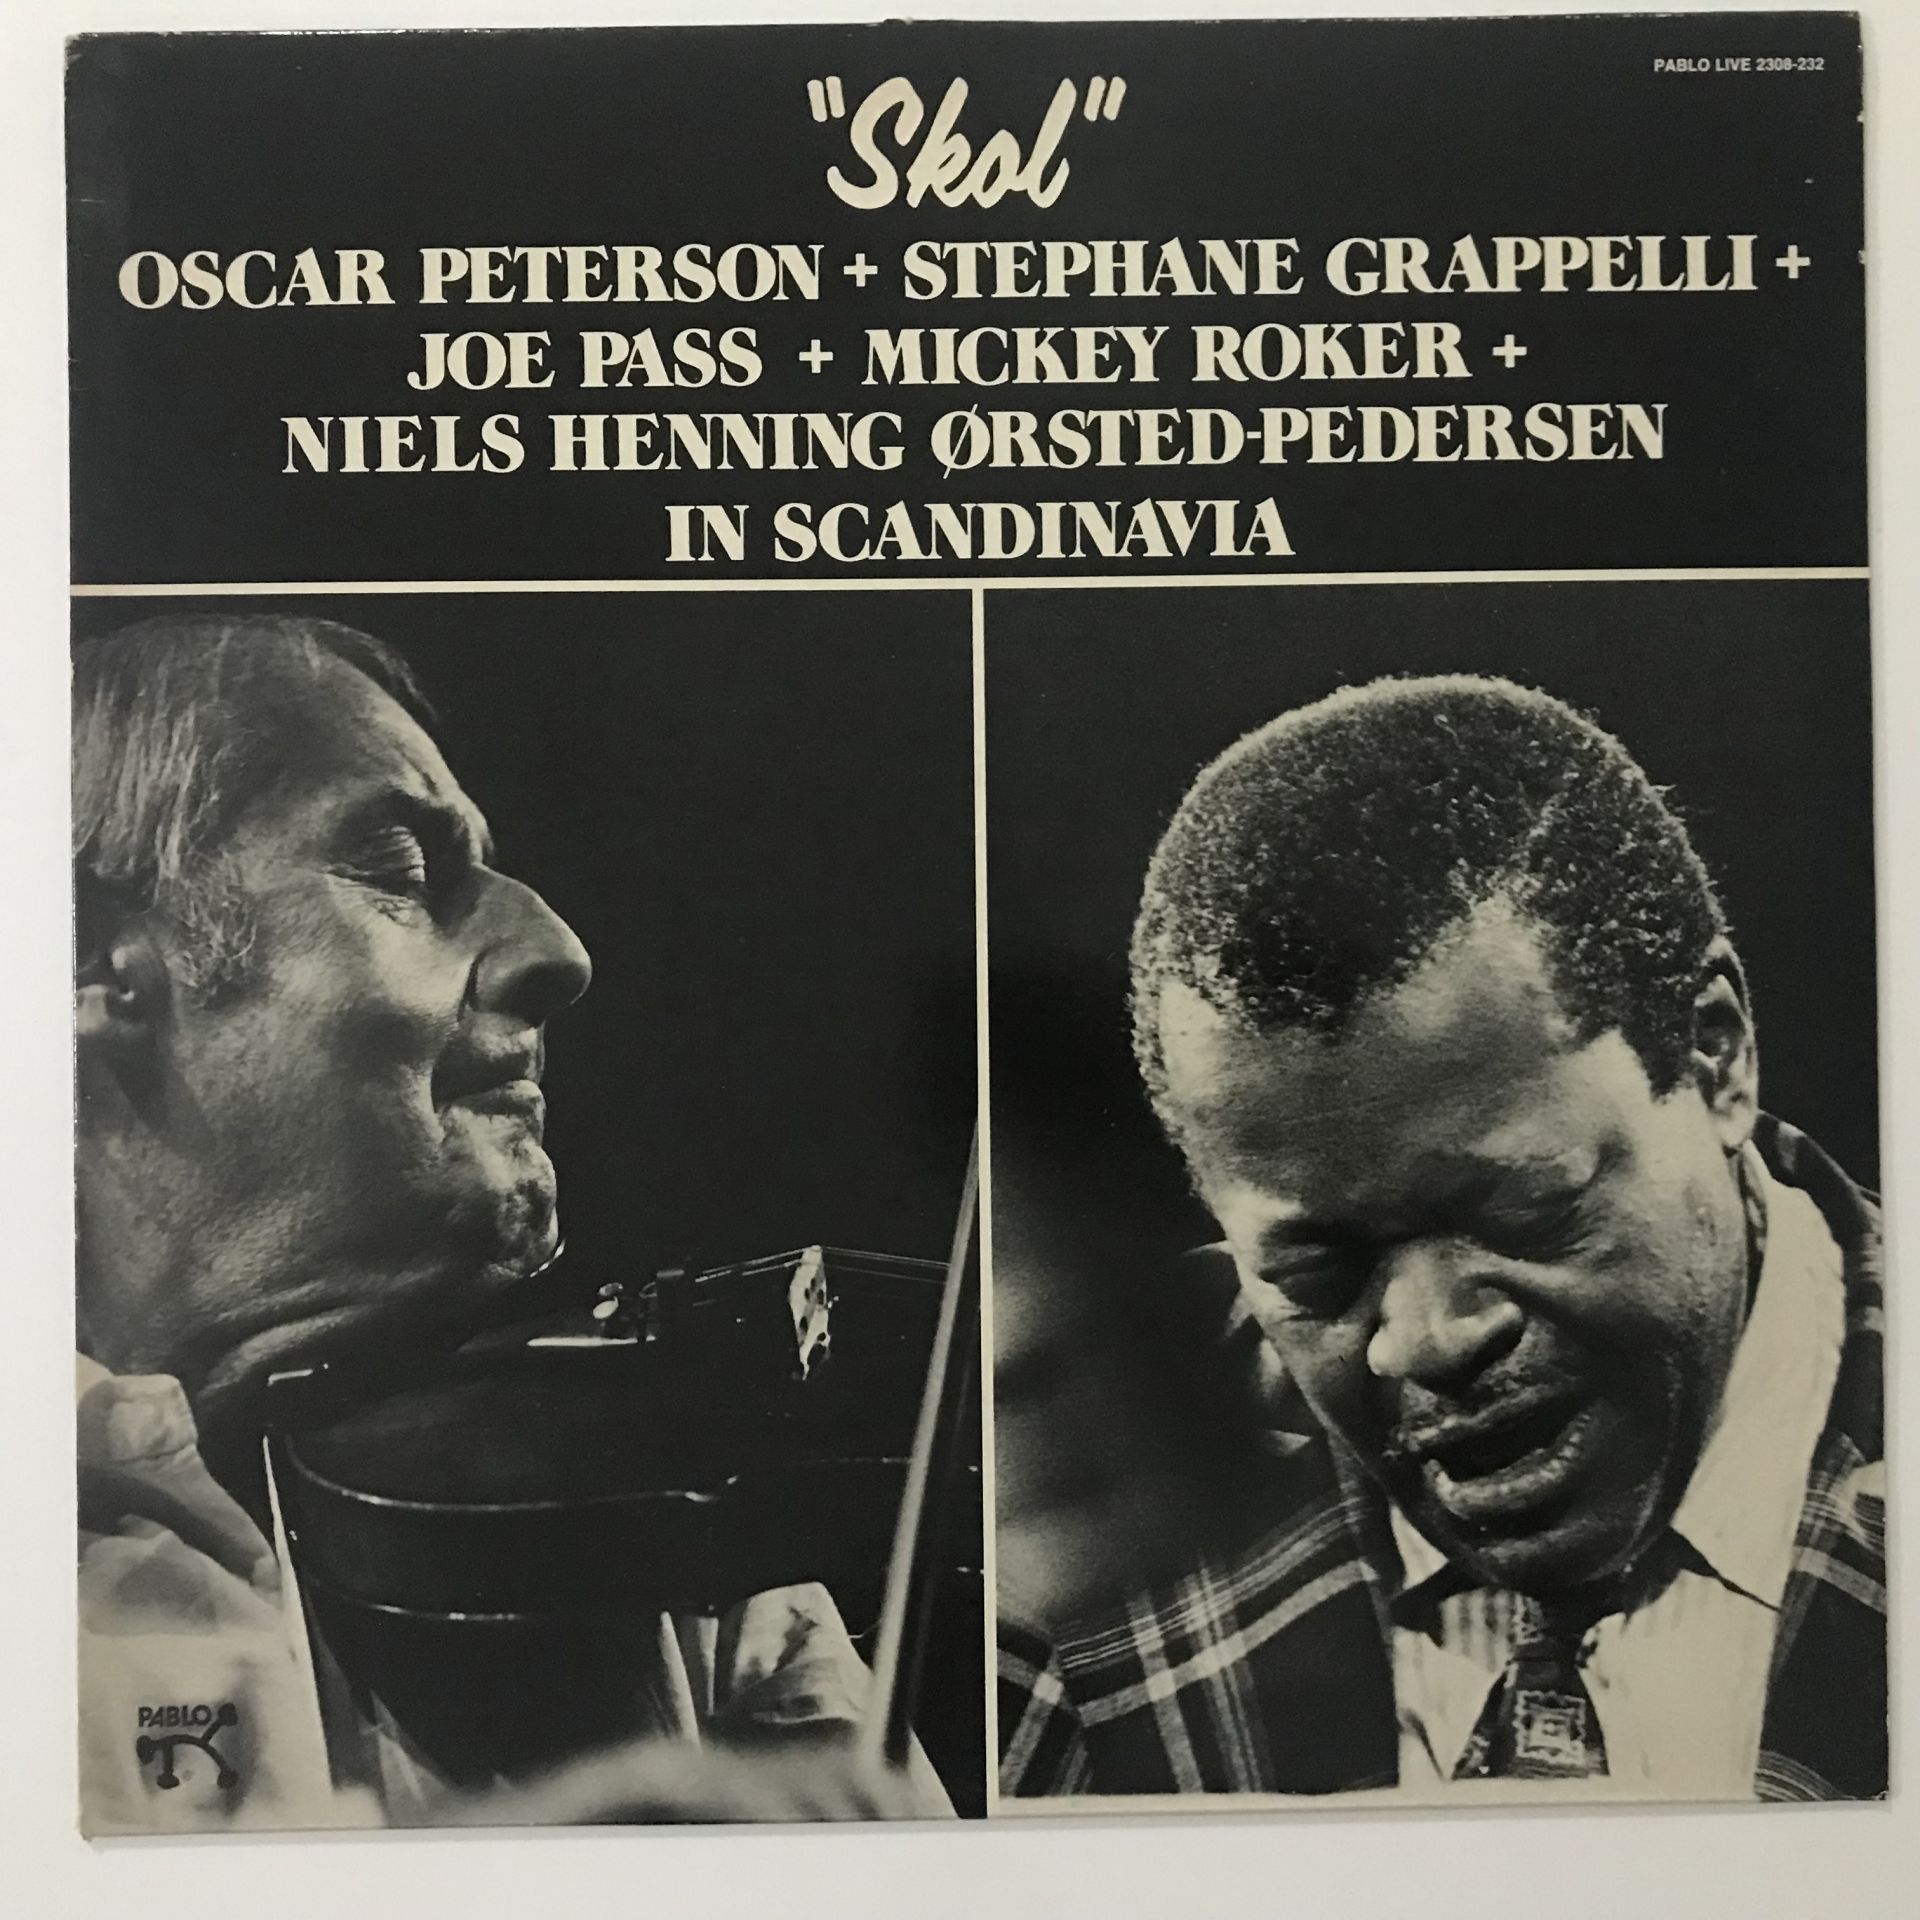 PABLO LIVE 2308-232
"Skol"
OSCAR PETERSON + STEPHANE GRAPPELLI +
JOE PASS + MICKEY ROKER +
NIELS HENNING ØRSTED-PEDERSEN
IN SCANDINAVIA
PABLO